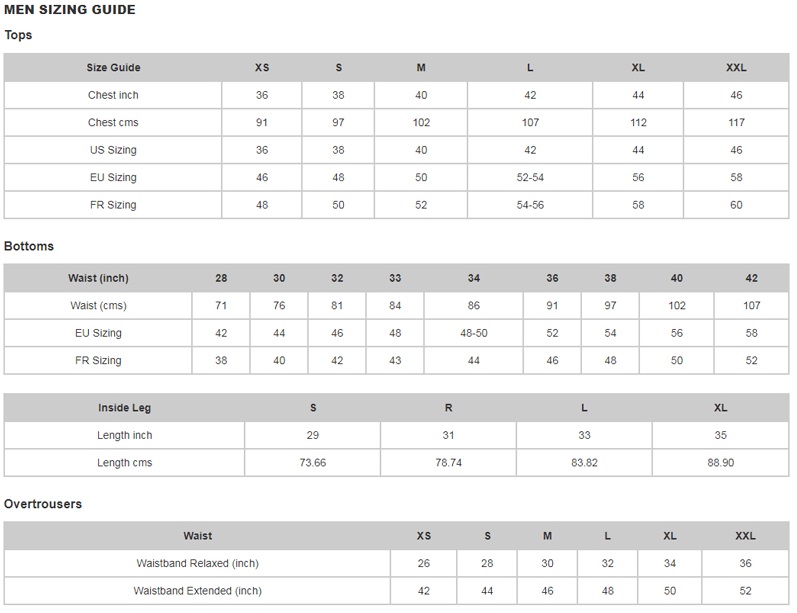 MEN SIZING GUIDE
Tops
Size Guide XS S M L XL XXL
Chest inch 36 38 40 42 44 46
Chest cms 91 97 102 107 112 117
US Sizing 36 38 40 42 44 46
EU Sizing 46 48 50 52-54 56 58
FR Sizing 48 50 52 54-56 58 60
Bottoms
Waist (inch) 28 30 32 33 34 36 38 40 42
Waist (cms) 71 76 81 84 86 91 97 102 107
EU Sizing 42 44 46 48 48-50 52 54 56 58
FR Sizing 38 40 42 43 44 46 48 50 52
Inside Leg S R L XL
Length inch 29 31 33 35
Length cms 73.66 78.74 83.82 88.90
Overtrousers
Waist XS S M L XL XXL
Waistband Relaxed (inch) 26 28 30 32 34 36
Waistband Extended (inch) 42 44 46 48 50 52